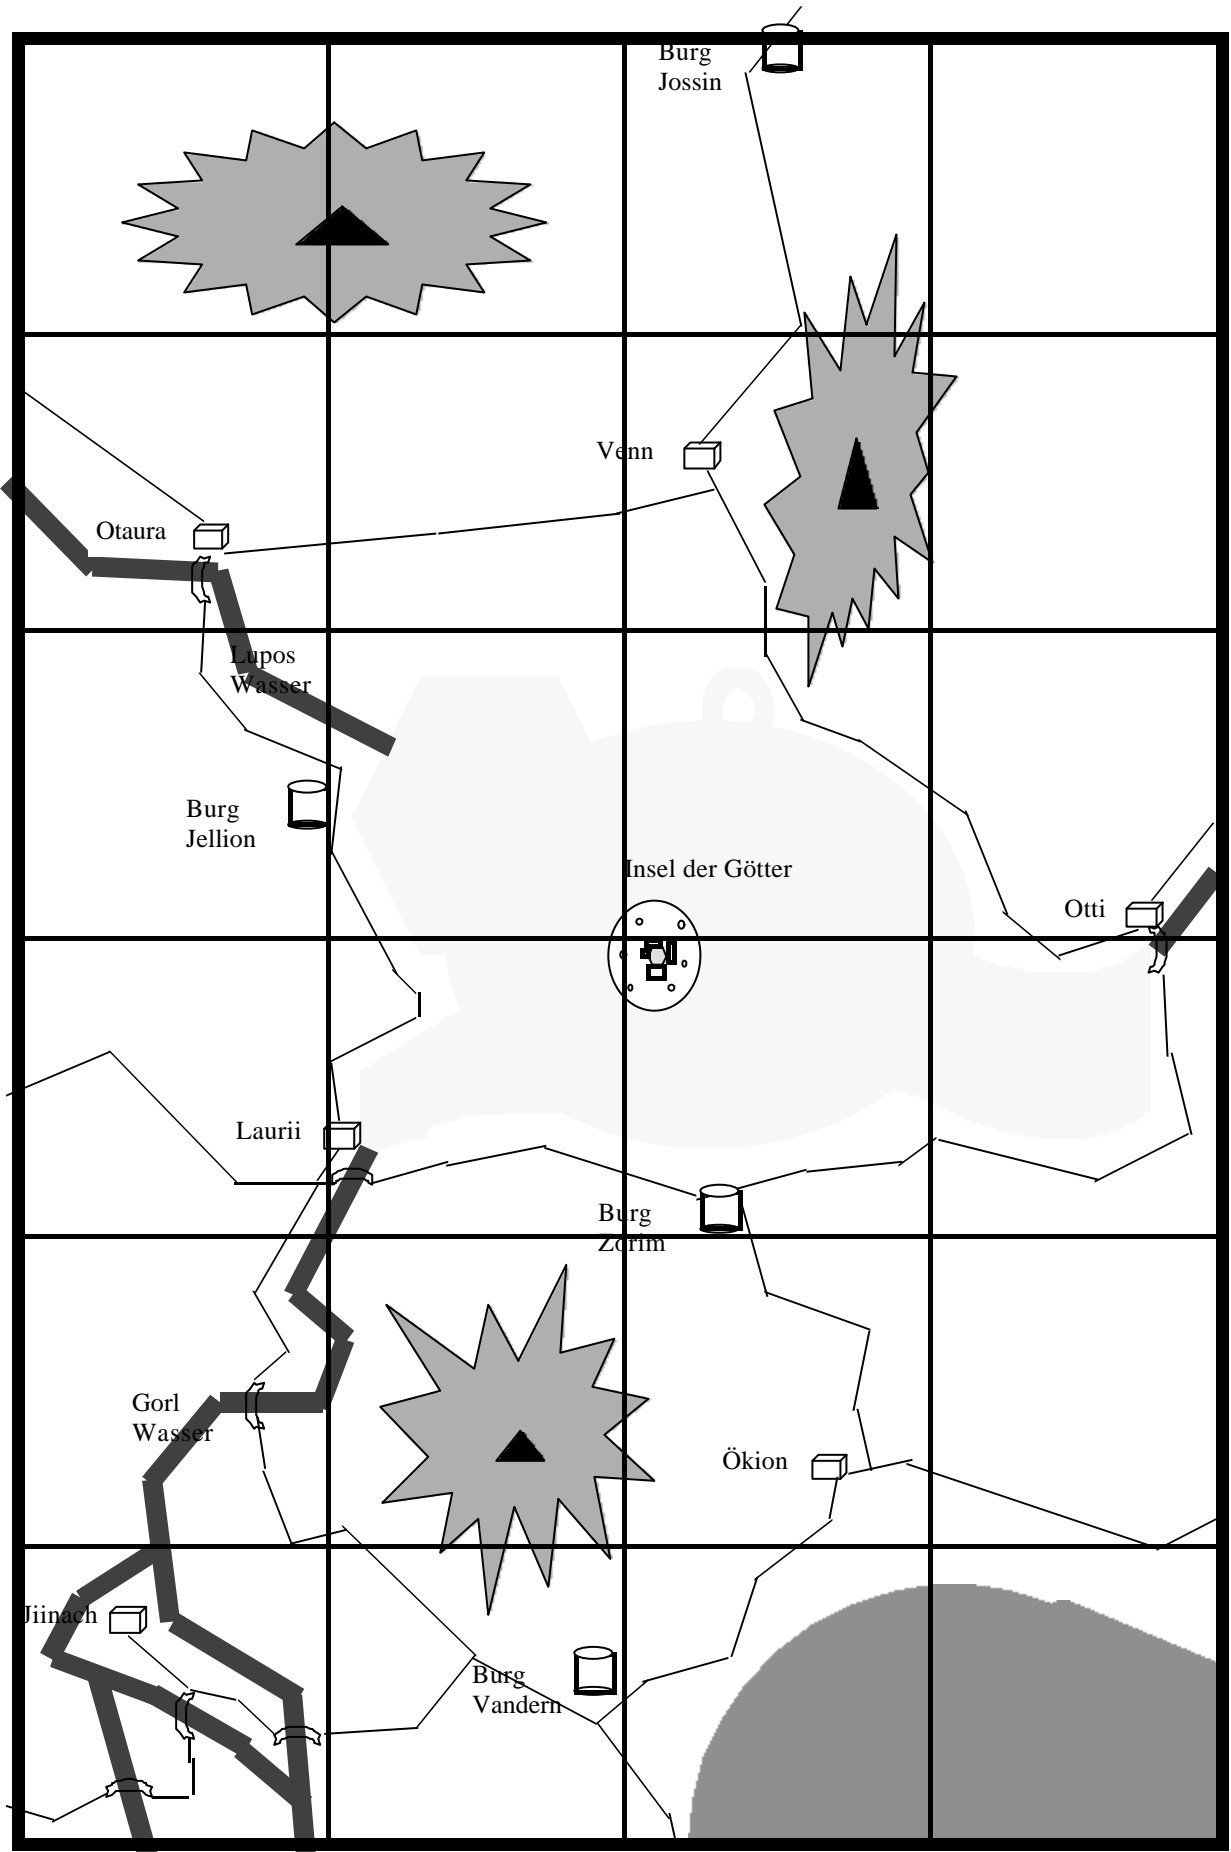 Burg
Jossin
Venn
Otaura
Lupos
Wasser
Burg
Jellion
Insel der Götter
Otti
Laurii
Burg
Zorim
Gorl
Wasser
Ökion
Jiinach
Burg
Vandern